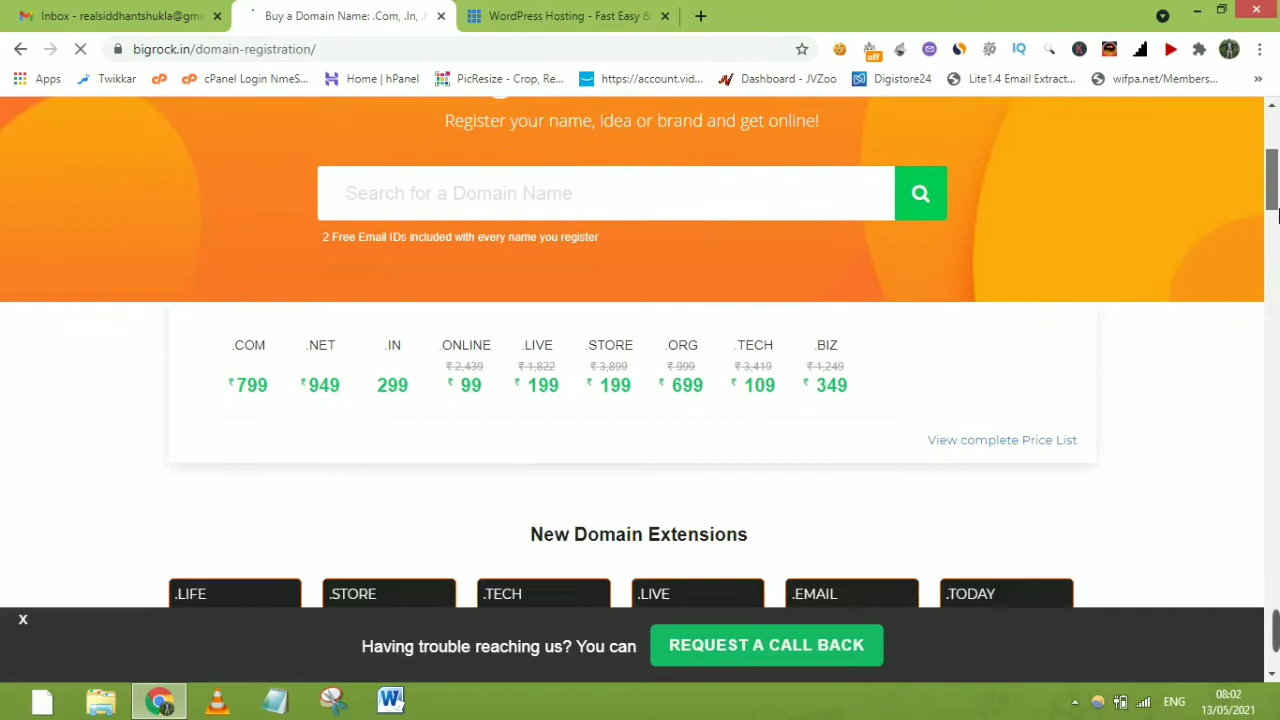 Inbox - realsiddhantshukla@gma
Buy a Domain Name: .Com, .In, .
WordPress Hosting - Fast Easy &
bigrock.in/domain-registration/
off
IQ
K
Apps
Twikkar
cPanel Login NmeS...
Home | hPanel
PicResize - Crop, Re...
https://account.vid...
Dashboard - JVZoo
Digistore24
Lite1.4 Email Extract...
wifpa.net/Members...
»
Register your name, idea or brand and get online!
Search for a Domain Name
2 Free Email IDs included with every name you register
.COM .NET .IN .ONLINE .LIVE .STORE .ORG .TECH .BIZ
₹ 2,439 ₹ 1,822 ₹ 3,899 ₹ 999 ₹ 3,419 ₹ 1,249
₹799 ₹949 299 ₹ 99 ₹ 199 ₹ 199 ₹ 699 ₹ 109 ₹ 349
View complete Price List
New Domain Extensions
.LIFE .STORE .TECH .LIVE .EMAIL .TODAY
X
Having trouble reaching us? You can REQUEST A CALL BACK
W
ENG
08:02
13/05/2021